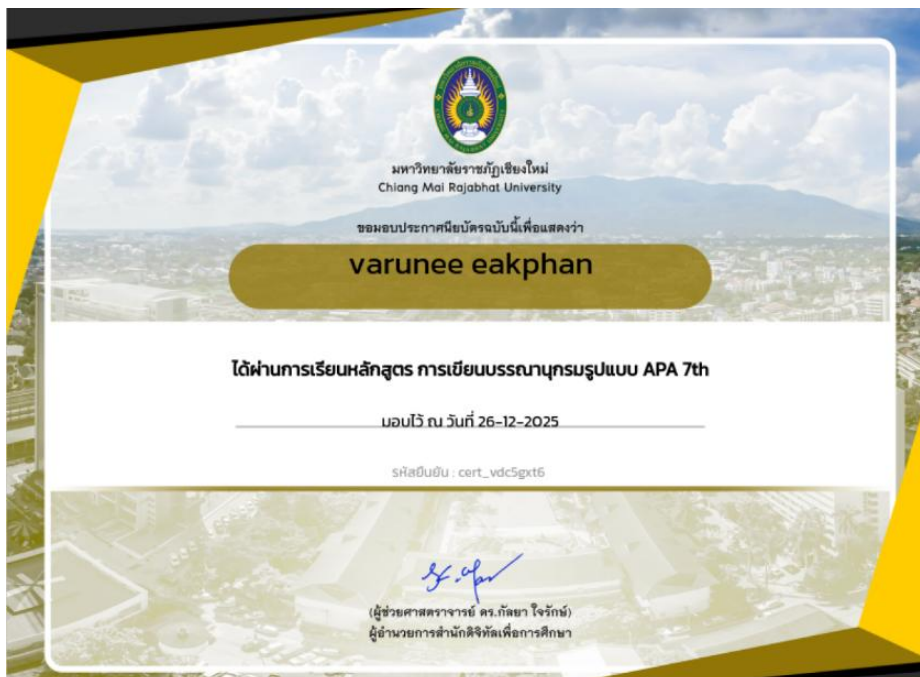 มหาวิทยาลัยราชภัฏเชียงใหม่
Chiang Mai Rajabhat University
ขอมอบประกาศนียบัตรฉบับนี้เพื่อแสดงว่า
varunee eakphan
ได้ผ่านการเรียนหลักสูตร การเขียนบรรณานุกรมรูปแบบ APA 7th
มอบไว้ ณ วันที่ 26-12-2025
รหัสยืนยัน : cert_vdc5gxt6
(ผู้ช่วยศาสตราจารย์ ดร.กัลยา ใจรักษ์)
ผู้อำนวยการสำนักดิจิทัลเพื่อการศึกษา